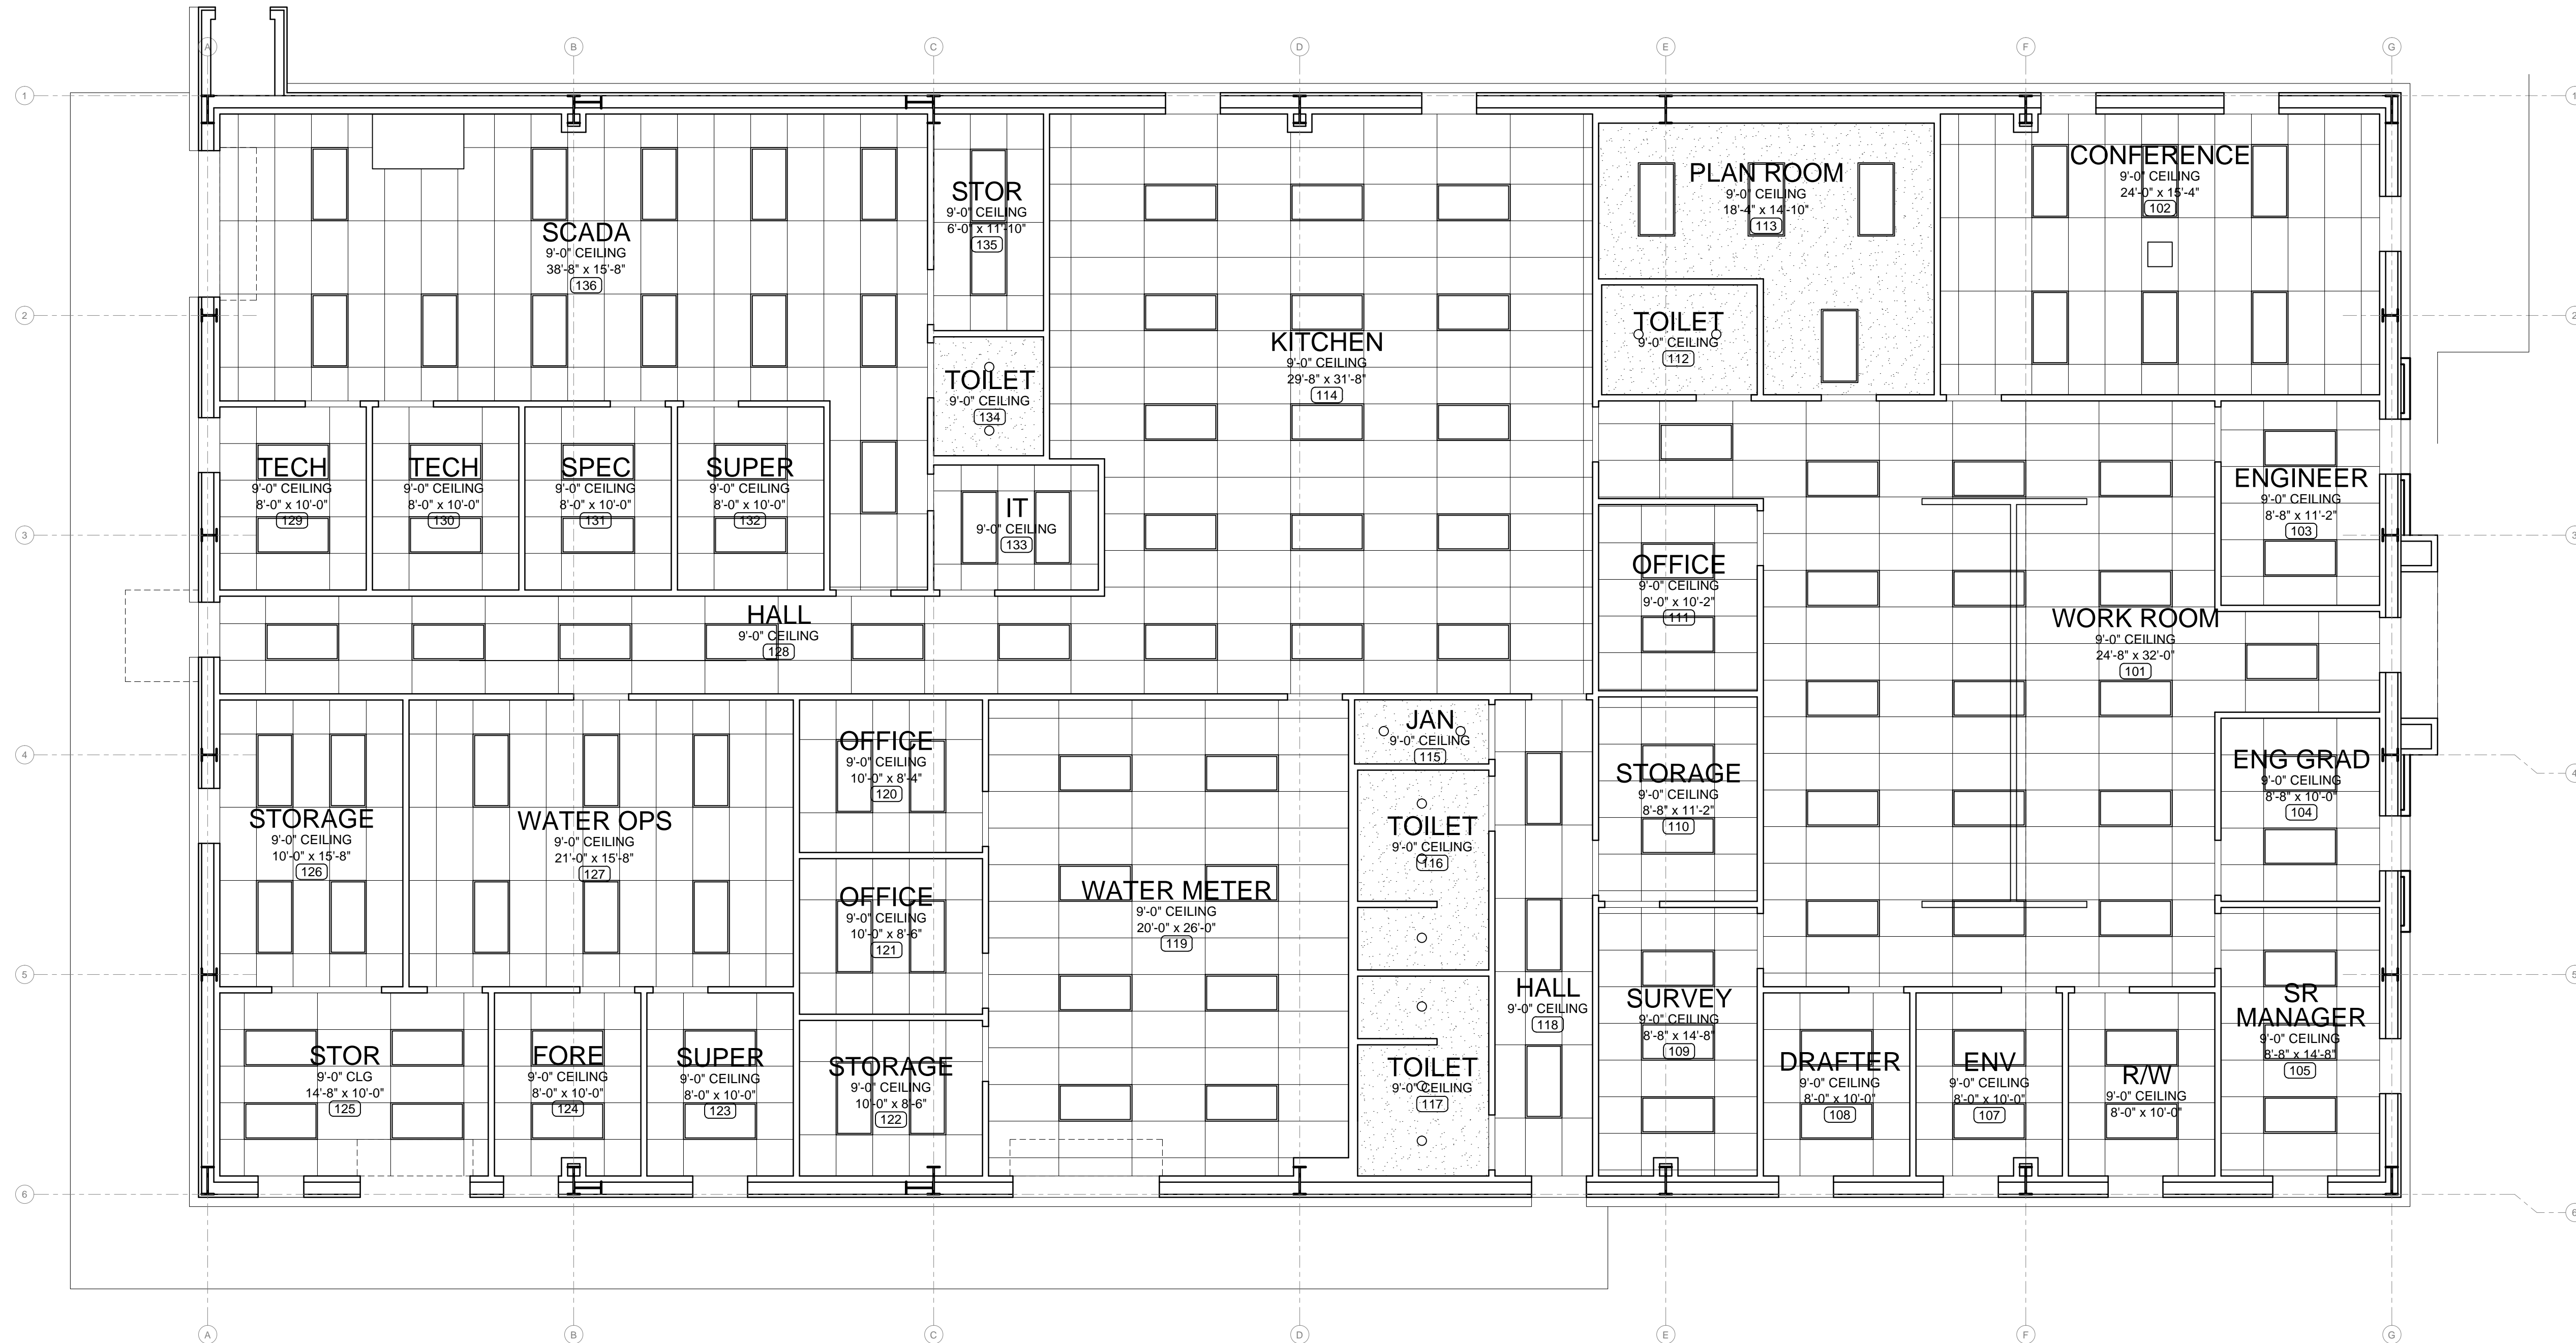 A
B
C
D
E
F
G
1
1
SCADA
9'-0" CEILING
38'-8" x 15'-8"
136
STOR
9'-0" CEILING
6'-0" x 11'-10"
135
TOILET
9'-0" CEILING
134
KITCHEN
9'-0" CEILING
29'-8" x 31'-8"
114
PLAN ROOM
9'-0" CEILING
18'-4" x 14'-10"
113
TOILET
9'-0" CEILING
112
CONFERENCE
9'-0" CEILING
24'-0" x 15'-4"
102
2
2
TECH
9'-0" CEILING
8'-0" x 10'-0"
129
TECH
9'-0" CEILING
8'-0" x 10'-0"
130
SPEC
9'-0" CEILING
8'-0" x 10'-0"
131
SUPER
9'-0" CEILING
8'-0" x 10'-0"
132
IT
9'-0" CEILING
133
ENGINEER
9'-0" CEILING
8'-8" x 11'-2"
103
3
3
OFFICE
9'-0" CEILING
9'-0" x 10'-2"
111
HALL
9'-0" CEILING
128
WORK ROOM
9'-0" CEILING
24'-8" x 32'-0"
101
4
4
STORAGE
9'-0" CEILING
10'-0" x 15'-8"
126
WATER OPS
9'-0" CEILING
21'-0" x 15'-8"
127
OFFICE
9'-0" CEILING
10'-0" x 8'-4"
120
OFFICE
9'-0" CEILING
10'-0" x 8'-6"
121
WATER METER
9'-0" CEILING
20'-0" x 26'-0"
119
JAN
9'-0" CEILING
115
TOILET
9'-0" CEILING
116
STORAGE
9'-0" CEILING
8'-8" x 11'-2"
110
ENG GRAD
9'-0" CEILING
8'-8" x 10'-0"
104
5
5
STOR
9'-0" CLG
14'-8" x 10'-0"
125
FORE
9'-0" CEILING
8'-0" x 10'-0"
124
SUPER
9'-0" CEILING
8'-0" x 10'-0"
123
STORAGE
9'-0" CEILING
10'-0" x 8'-6"
122
TOILET
9'-0" CEILING
117
HALL
9'-0" CEILING
118
SURVEY
9'-0" CEILING
8'-8" x 14'-8"
109
DRAFTER
9'-0" CEILING
8'-0" x 10'-0"
108
ENV
9'-0" CEILING
8'-0" x 10'-0"
107
R/W
9'-0" CEILING
8'-0" x 10'-0"
SR
MANAGER
9'-0" CEILING
8'-8" x 14'-8"
105
6
6
A
B
C
D
E
F
G